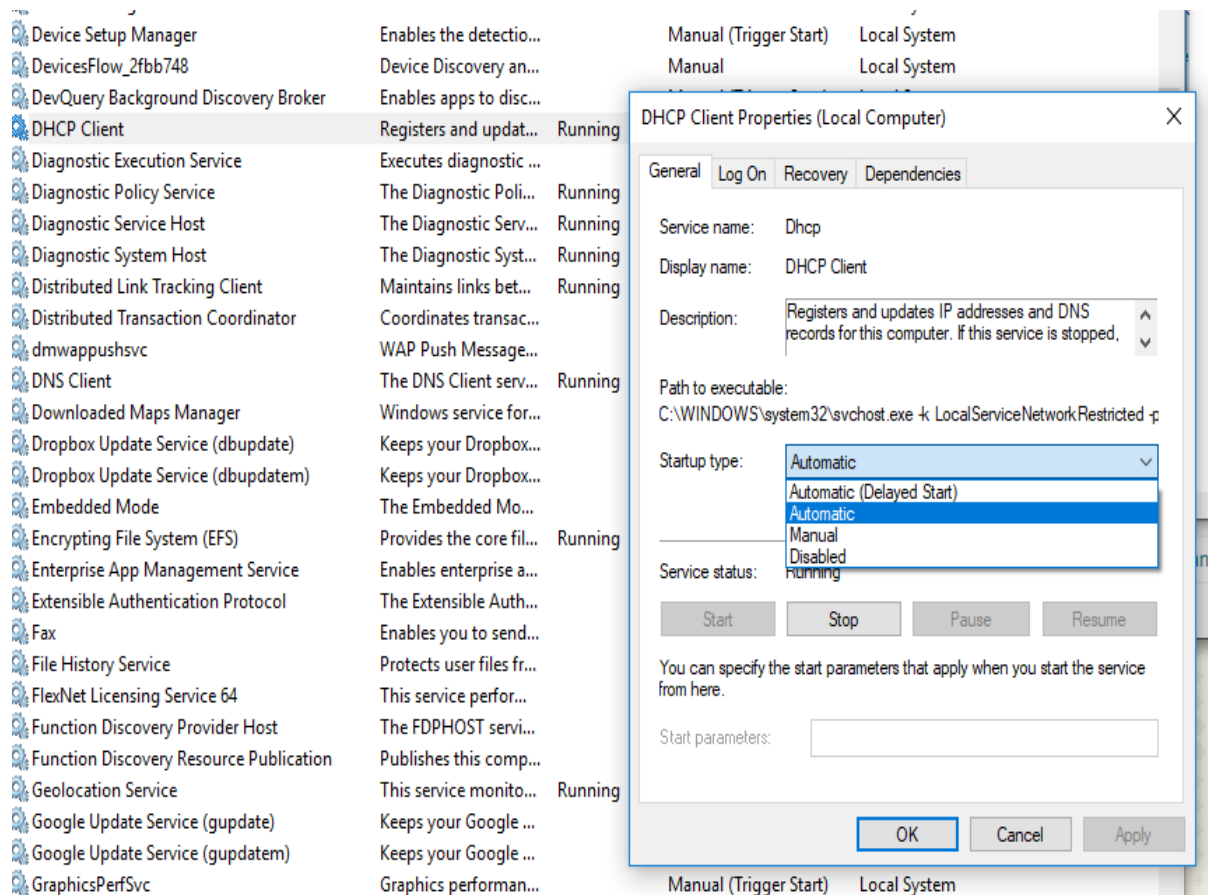 Device Setup Manager Enables the detectio... Manual (Trigger Start) Local System
DevicesFlow_2fbb748 Device Discovery an... Manual Local System
DevQuery Background Discovery Broker Enables apps to disc...
DHCP Client Registers and updat... Running
Diagnostic Execution Service Executes diagnostic ...
Diagnostic Policy Service The Diagnostic Poli... Running
Diagnostic Service Host The Diagnostic Serv... Running
Diagnostic System Host The Diagnostic Syst... Running
Distributed Link Tracking Client Maintains links bet... Running
Distributed Transaction Coordinator Coordinates transac...
dmwappushsvc WAP Push Message...
DNS Client The DNS Client serv... Running
Downloaded Maps Manager Windows service for...
Dropbox Update Service (dbupdate) Keeps your Dropbox...
Dropbox Update Service (dbupdatem) Keeps your Dropbox...
Embedded Mode The Embedded Mo...
Encrypting File System (EFS) Provides the core fil... Running
Enterprise App Management Service Enables enterprise a...
Extensible Authentication Protocol The Extensible Auth...
Fax Enables you to send...
File History Service Protects user files fr...
FlexNet Licensing Service 64 This service perfor...
Function Discovery Provider Host The FDPHOST servi...
Function Discovery Resource Publication Publishes this comp...
Geolocation Service This service monito... Running
Google Update Service (gupdate) Keeps your Google ...
Google Update Service (gupdatem) Keeps your Google ...
GraphicsPerfSvc Graphics performan... Manual (Trigger Start) Local System
DHCP Client Properties (Local Computer)
General Log On Recovery Dependencies
Service name: Dhcp
Display name: DHCP Client
Description: Registers and updates IP addresses and DNS
records for this computer. If this service is stopped,
Path to executable:
C:\WINDOWS\system32\svchost.exe -k LocalServiceNetworkRestricted -p
Startup type: Automatic
Automatic (Delayed Start)
Automatic
Manual
Disabled
Service status: Running
Start Stop Pause Resume
You can specify the start parameters that apply when you start the service
from here.
Start parameters:
OK Cancel Apply